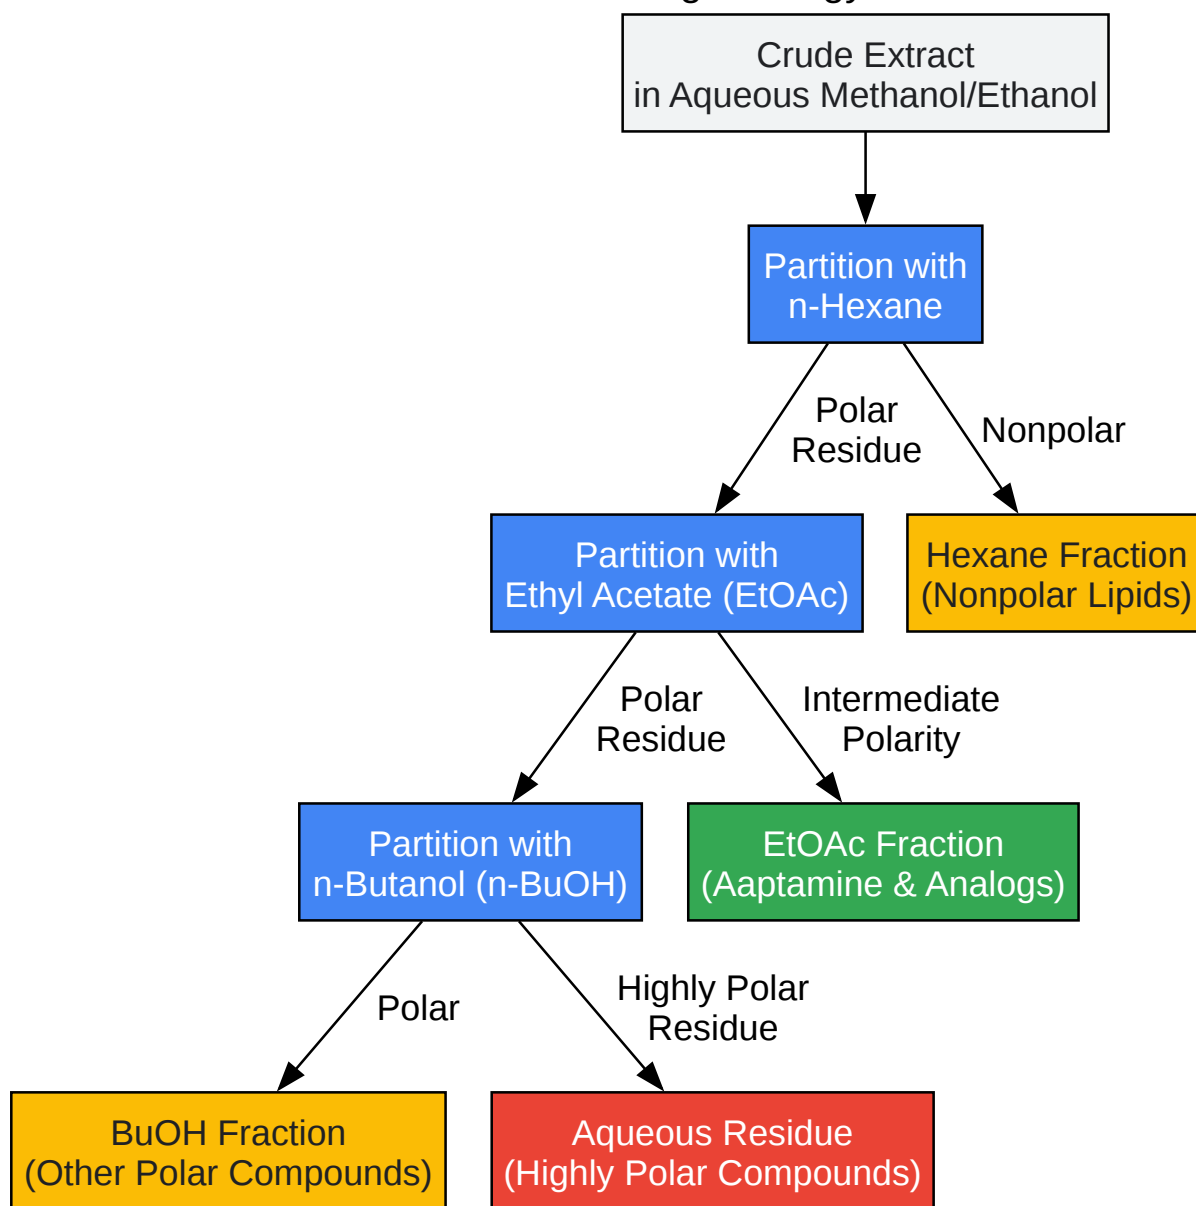 Crude Extract
in Aqueous Methanol/Ethanol
Partition with
n-Hexane
Polar
Residue
Nonpolar
Partition with
Ethyl Acetate (EtOAc)
Hexane Fraction
(Nonpolar Lipids)
Polar
Residue
Intermediate
Polarity
Partition with
n-Butanol (n-BuOH)
EtOAc Fraction
(Aaptamine & Analogs)
Polar
Highly Polar
Residue
BuOH Fraction
(Other Polar Compounds)
Aqueous Residue
(Highly Polar Compounds)